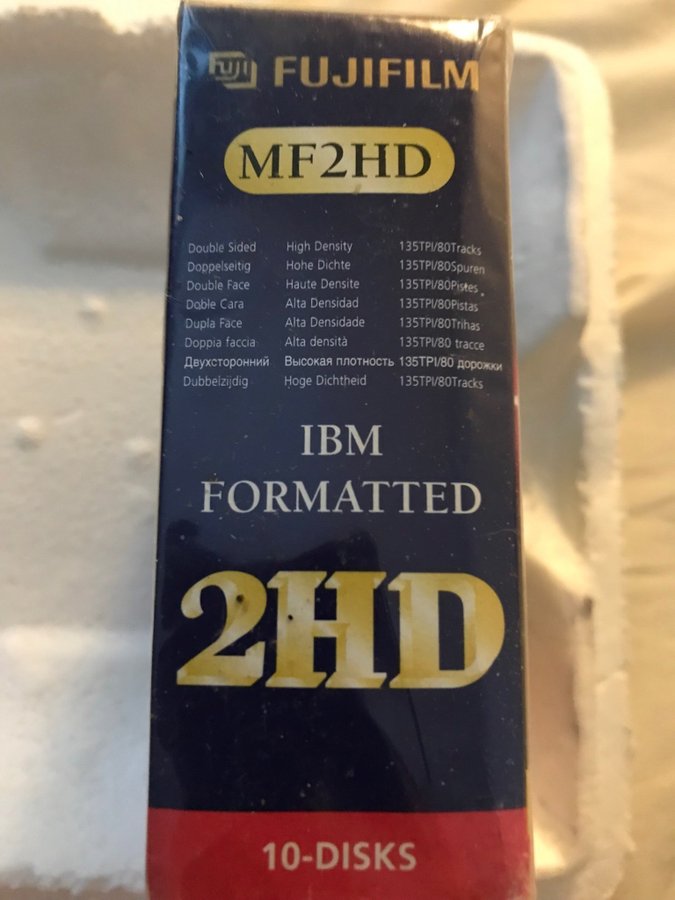 FUJI FUJIFILM
MF2HD
Double Sided High Density 135TPI/80Tracks
Doppelseitig Hohe Dichte 135TPI/80Spuren
Double Face Haute Densite 135TPI/80Pistes
Doble Cara Alta Densidad 135TPI/80Pistas
Dupla Face Alta Densidade 135TPI/80Trihas
Doppia faccia Alta densità 135TPI/80 tracce
Двухсторонний Высокая плотность 135TPI/80 дорожки
Dubbelzijdig Hoge Dichtheid 135TPI/80Tracks
IBM
FORMATTED
2HD
10-DISKS